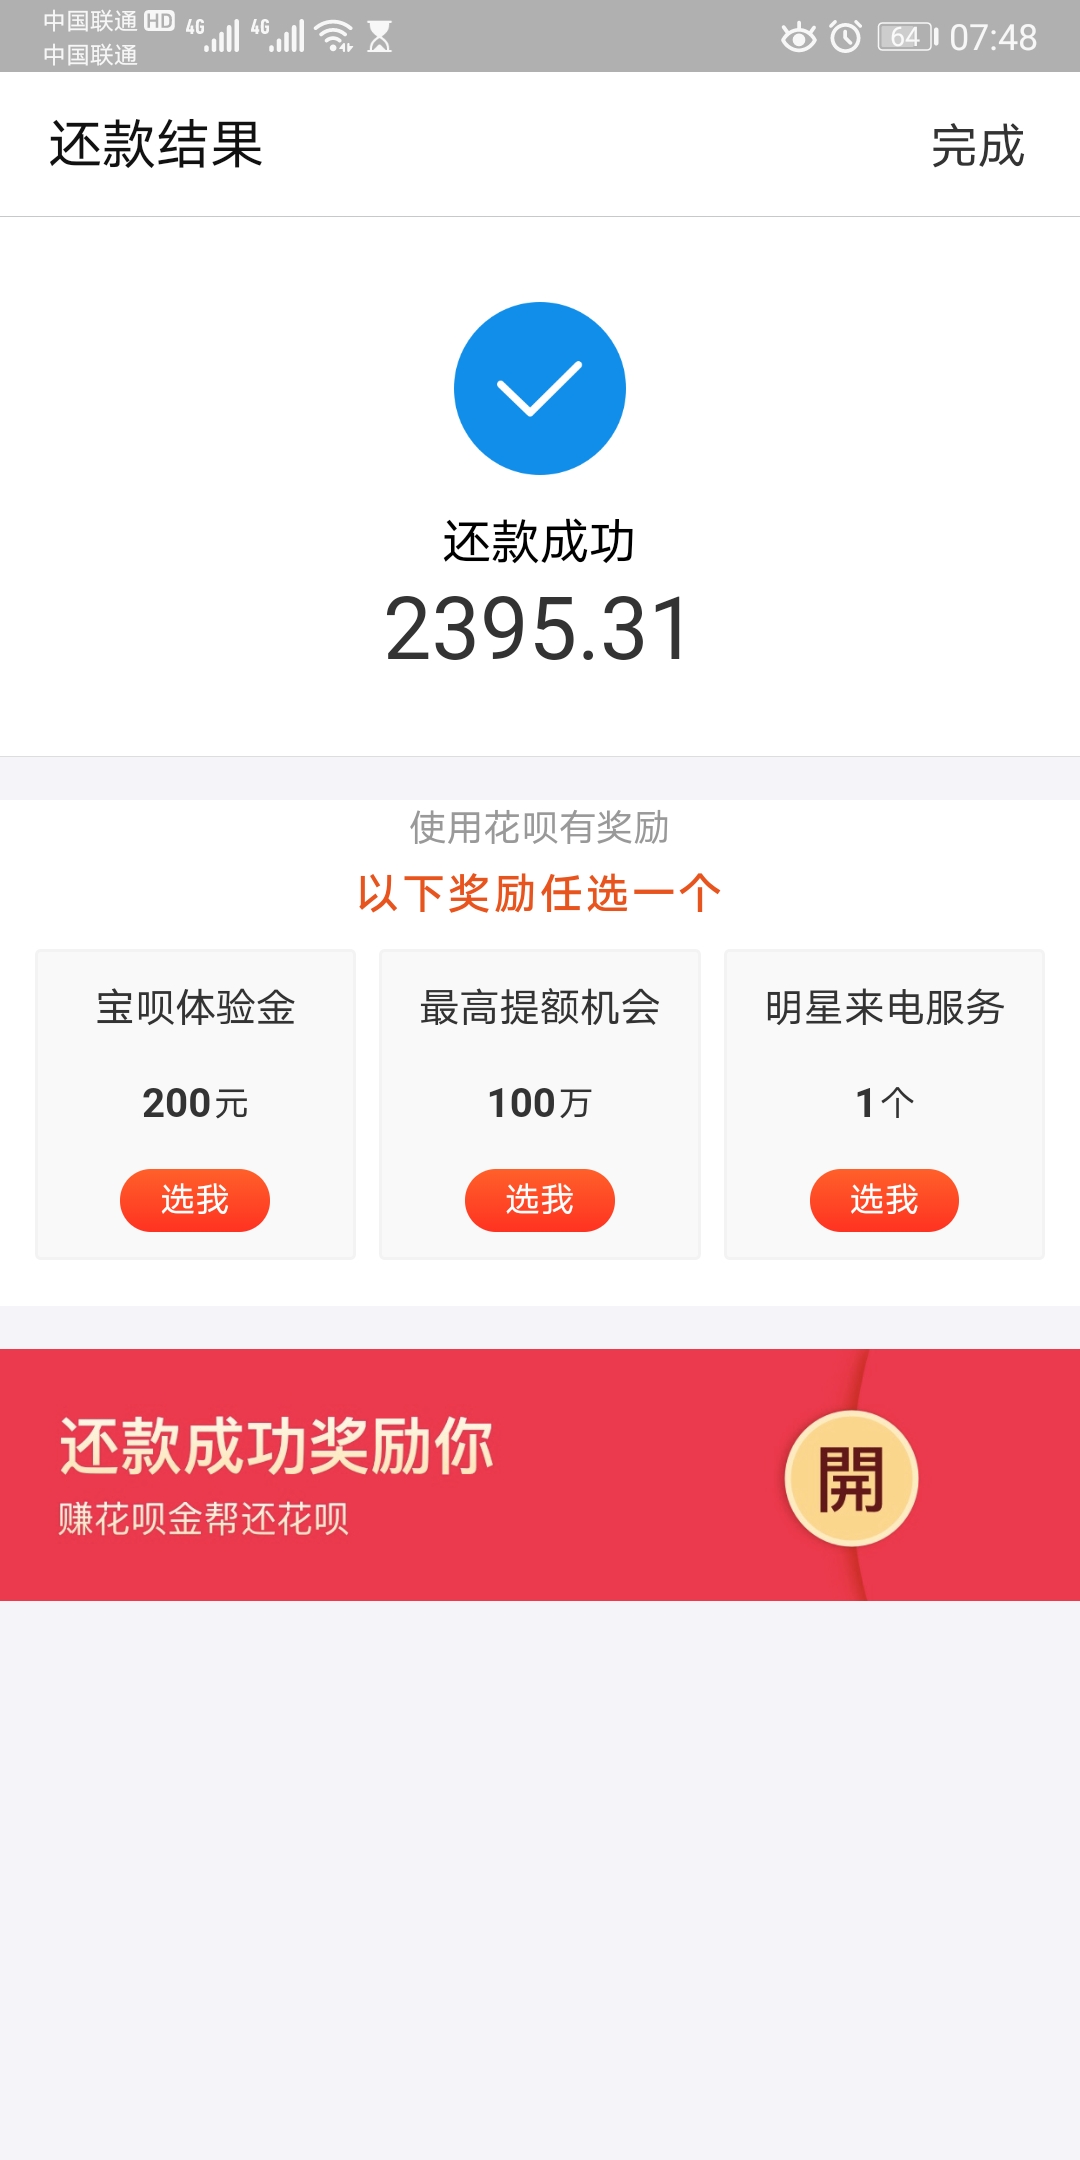 中国联通 HD 4G 4G 64 07:48
中国联通
还款结果 完成
还款成功
2395.31
使用花呗有奖励
以下奖励任选一个
宝呗体验金 最高提额机会 明星来电服务
200元 100万 1个
选我 选我 选我
还款成功奖励你
赚花呗金帮还花呗
開